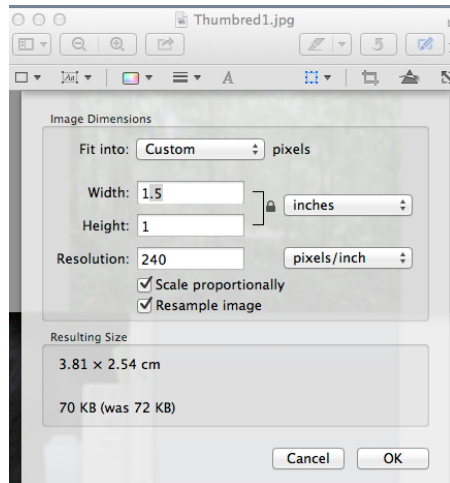 Thumbred1.jpg
Image Dimensions
Fit into: Custom pixels
Width: 1.5
inches
Height: 1
Resolution: 240 pixels/inch
Scale proportionally
Resample image
Resulting Size
3.81 × 2.54 cm
70 KB (was 72 KB)
Cancel OK